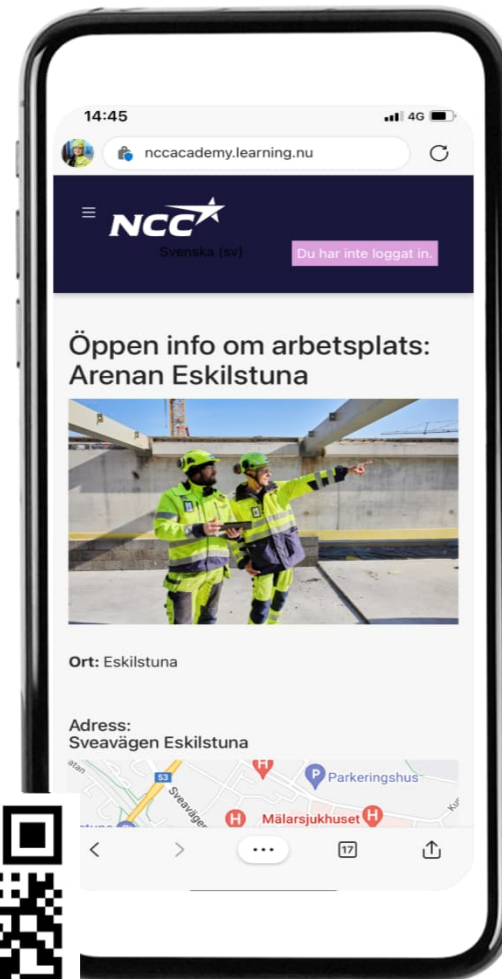 14:45
4G
nccacademy.learning.nu
NCC
Svenska (sv)
Du har inte loggat in.
Öppen info om arbetsplats:
Arenan Eskilstuna
Ort: Eskilstuna
Adress:
Sveavägen Eskilstuna
53
H
P Parkeringshus
H
Mälarsjukhuset H
17